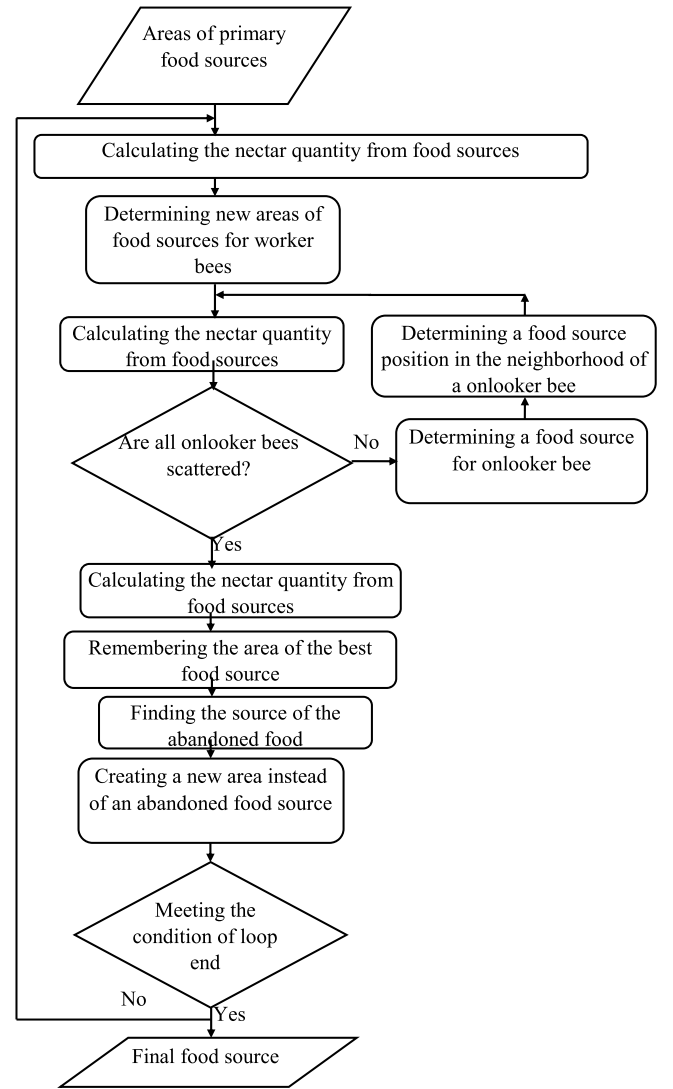 Areas of primary
food sources
Calculating the nectar quantity from food sources
Determining new areas of
food sources for worker
bees
Calculating the nectar quantity
from food sources
Determining a food source
position in the neighborhood of
a onlooker bee
Are all onlooker bees
scattered?
No
Determining a food source
for onlooker bee
Yes
Calculating the nectar quantity from
food sources
Remembering the area of the best
food source
Finding the source of the
abandoned food
Creating a new area instead
of an abandoned food source
Meeting the
condition of loop
end
No
Yes
Final food source